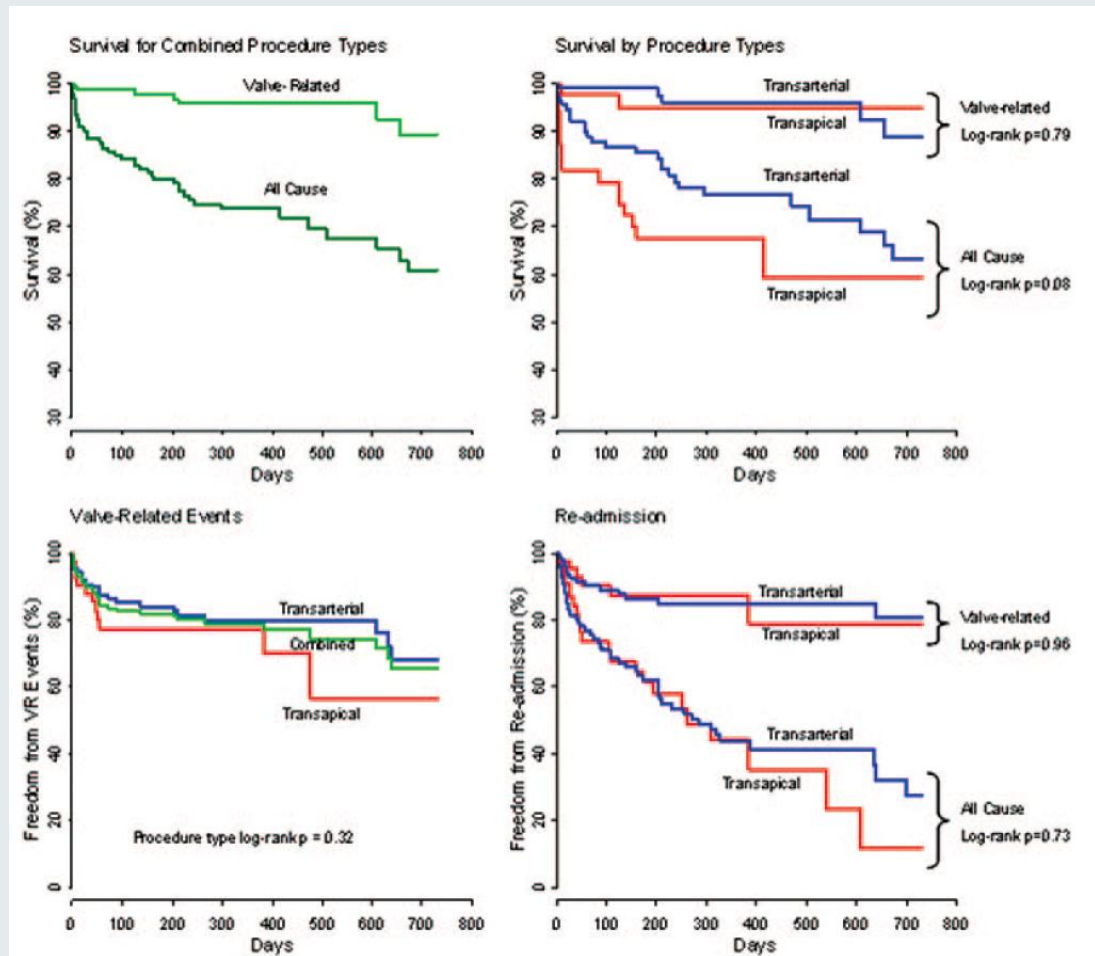 Survival for Combined Procedure Types
Survival (%)
100
90
80
70
60
50
40
30
Valve-Related
All Cause
0 100 200 300 400 500 600 700 800
Days
Survival by Procedure Types
Survival (%)
100
90
80
70
60
50
40
30
Transarterial
Transapical
Transarterial
Transapical
Valve-related
Log-rank p=0.79
All Cause
Log-rank p=0.08
0 100 200 300 400 500 600 700 800
Days
Valve-Related Events
Freedom from VR Events (%)
100
80
60
40
20
0
Transarterial
Combined
Transapical
Procedure type log-rank p = 0.32
0 100 200 300 400 500 600 700 800
Days
Re-admission
Freedom from Re-admission (%)
100
80
60
40
20
0
Transarterial
Transapical
Transarterial
Transapical
Valve-related
Log-rank p=0.96
All Cause
Log-rank p=0.73
0 100 200 300 400 500 600 700 800
Days